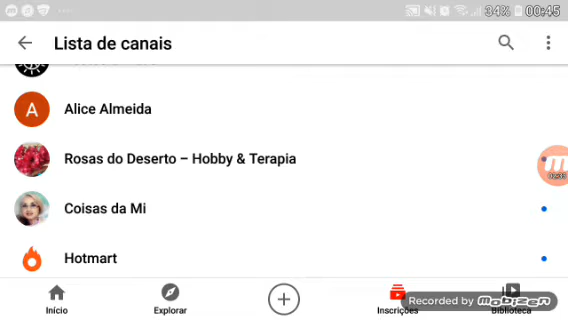 34% 00:45
Lista de canais
A Alice Almeida
Rosas do Deserto – Hobby & Terapia
Coisas da Mi
Hotmart
Início
Explorar
Inscrições
Biblioteca
Recorded by mobizen